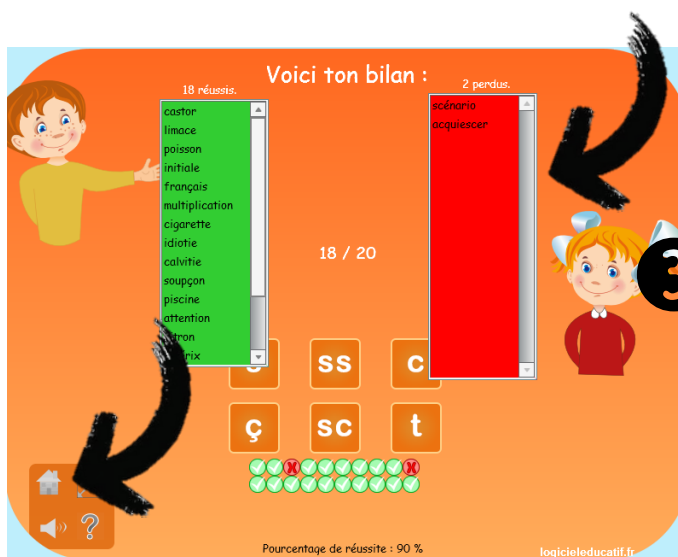 Voici ton bilan :
18 réussis.
2 perdus.
castor
limace
poisson
initiale
français
multiplication
cigarette
idiotie
calvitie
soupçon
piscine
attention
scénario
acquiescer
18 / 20
3
ss
c
ç
sc
t
?
Pourcentage de réussite : 90 %
logicieleducatif.fr